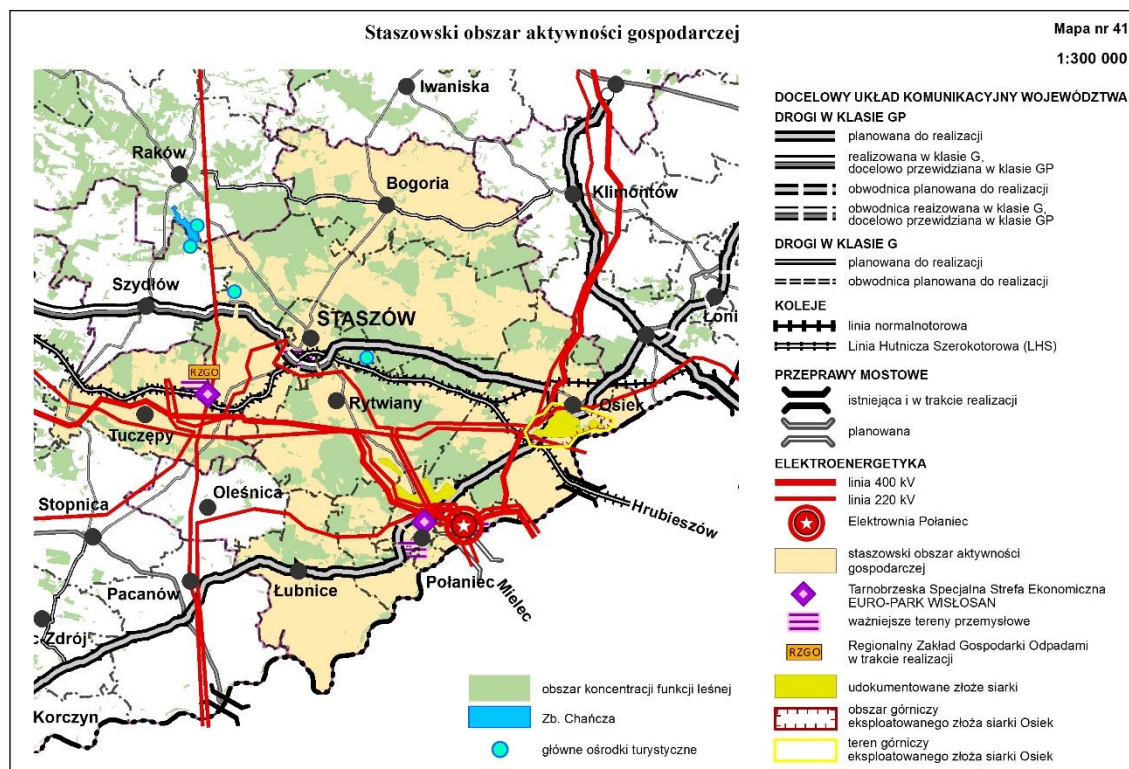 Staszowski obszar aktywności gospodarczej
Mapa nr 41
1:300 000
Iwaniska
Raków
Bogoria
Klimontów
Szydłów
STASZÓW
Łoni
RZGO
Rytwiany
Osiek
Tuczępy
Oleśnica
Stopnica
Hrubieszów
Połaniec
Mielec
Pacanów
Łubnice
c-Zdrój
Korczyn
obszar koncentracji funkcji leśnej
Zb. Chańcza
główne ośrodki turystyczne
DOCELOWY UKŁAD KOMUNIKACYJNY WOJEWÓDZTWA
DROGI W KLASIE GP
planowana do realizacji
realizowana w klasie G,
docelowo przewidziana w klasie GP
obwodnica planowana do realizacji
obwodnica reaizowana w klasie G,
docelowo przewidziana w klasie GP
DROGI W KLASIE G
planowana do realizacji
obwodnica planowana do realizacji
KOLEJE
linia normalnotorowa
Linia Hutnicza Szerokotorowa (LHS)
PRZEPRAWY MOSTOWE
istniejąca i w trakcie realizacji
planowana
ELEKTROENERGETYKA
linia 400 kV
linia 220 kV
Elektrownia Połaniec
staszowski obszar aktywności
gospodarczej
Tarnobrzeska Specjalna Strefa Ekonomiczna
EURO-PARK WISŁOSAN
ważniejsze tereny przemysłowe
RZGO
Regionalny Zakład Gospodarki Odpadami
w trakcie realizacji
udokumentowane złoże siarki
obszar górniczy
eksploatowanego złoża siarki Osiek
teren górniczy
eksploatowanego złoża siarki Osiek